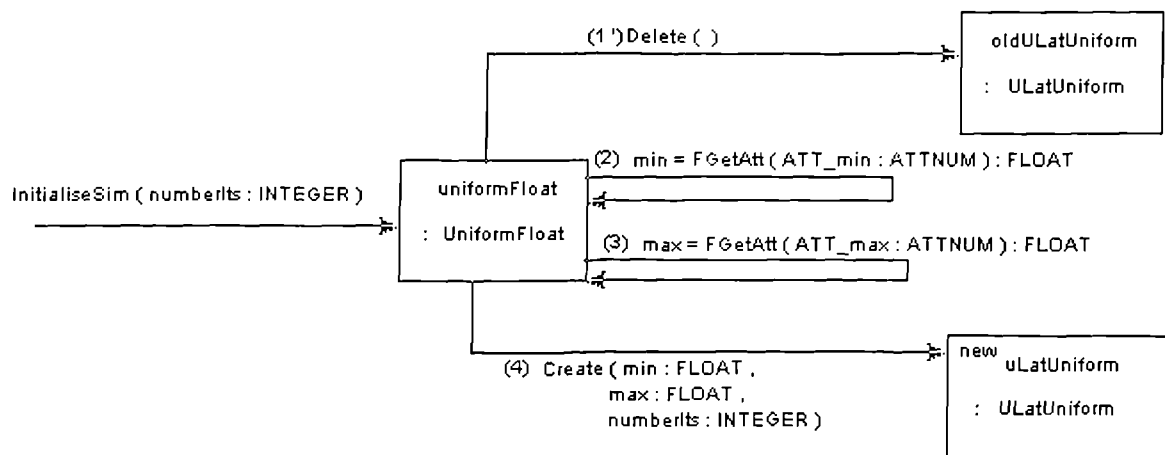 (1')Delete ( )
oldULatUniform
: ULatUniform
(2) min = FGetAtt ( ATT_min : ATTNUM ) : FLOAT
InitialiseSim ( numberIts : INTEGER )
uniformFloat
: UniformFloat
(3) max = FGetAtt ( ATT_max : ATTNUM ) : FLOAT
(4) Create ( min : FLOAT ,
max : FLOAT ,
numberIts : INTEGER )
new
uLatUniform
: ULatUniform